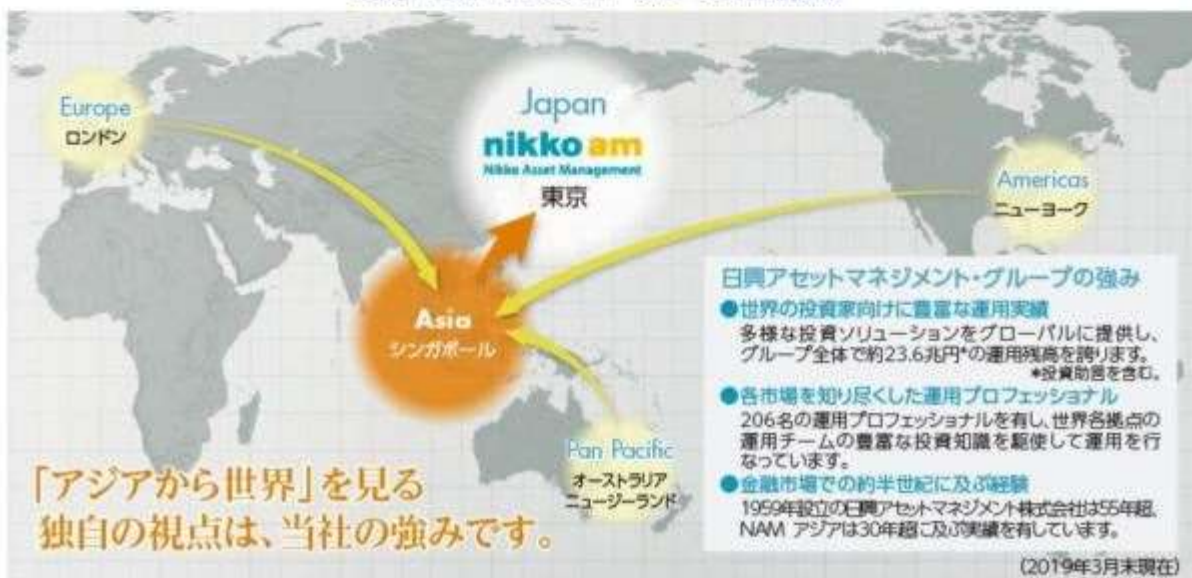 Europe
ロンドン
Japan
nikko am
Nikko Asset Management
東京
Americas
ニューヨーク
Asia
シンガポール
Pan Pacific
オーストラリア
ニュージーランド
「アジアから世界」を見る
独自の視点は、当社の強みです。
日興アセットマネジメント・グループの強み
●世界の投資家向けに豊富な運用実績
多様な投資ソリューションをグローバルに提供し、
グループ全体で約23.6兆円*の運用残高を誇ります。
*投資助言を含む。
●各市場を知り尽くした運用プロフェッショナル
206名の運用プロフェッショナルを有し、世界各拠点の
運用チームの豊富な投資知識を駆使して運用を行
なっています。
●金融市場での約半世紀に及ぶ経験
1959年設立の日興アセットマネジメント株式会社は55年超、
NAM アジアは30年超に及ぶ実績を有しています。
(2019年3月末現在)